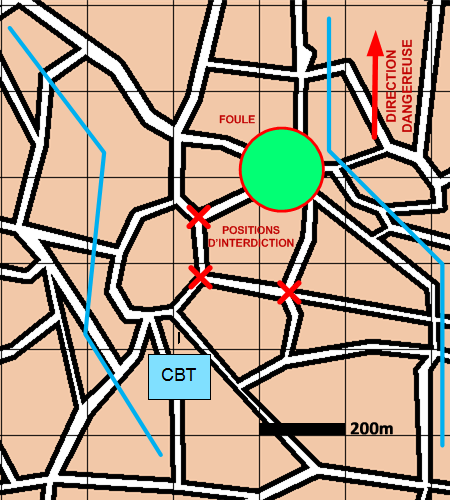 DIRECTION
DANGEREUSE
FOULE
POSITIONS
D'INTERDICTION
CBT
200m